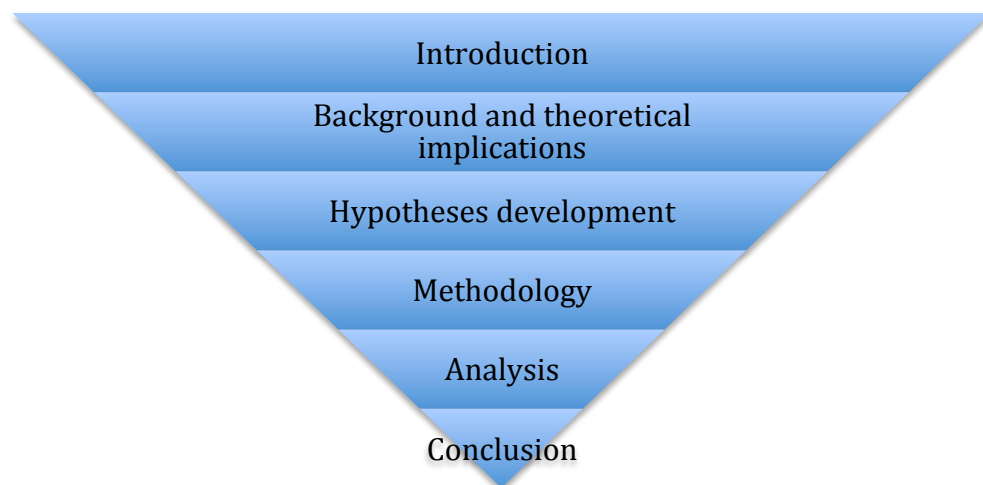 Introduction
Background and theoretical
implications
Hypotheses development
Methodology
Analysis
Conclusion